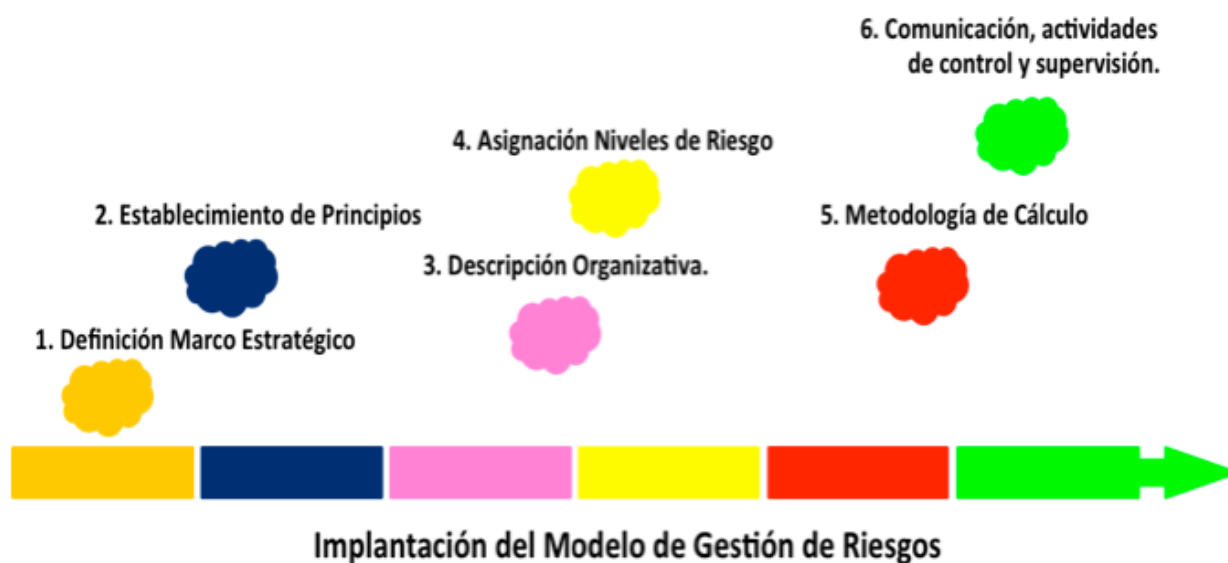 6. Comunicación, actividades
de control y supervisión.
4. Asignación Niveles de Riesgo
2. Establecimiento de Principios
5. Metodología de Cálculo
3. Descripción Organizativa.
1. Definición Marco Estratégico
Implantación del Modelo de Gestión de Riesgos